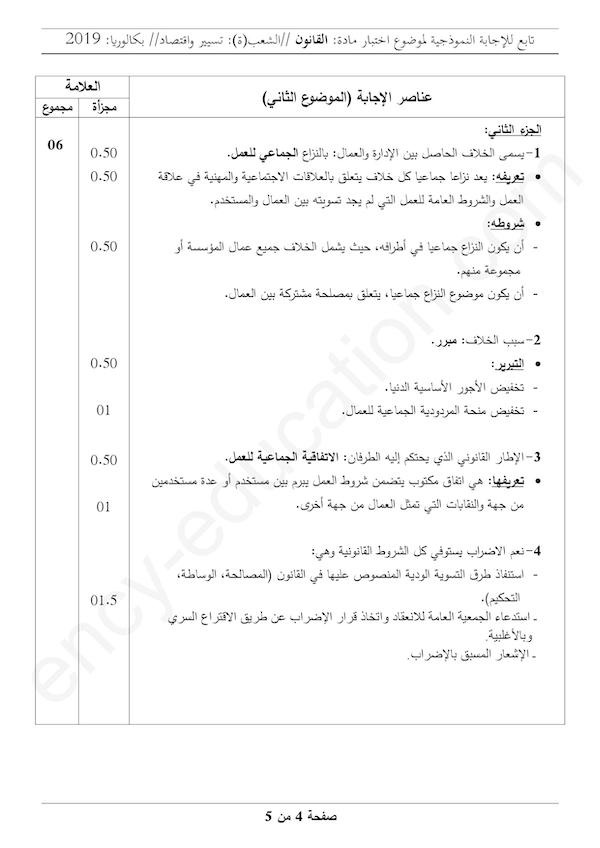 تابع للإجابة النموذجية لموضوع اختبار مادة: القانون //الشعب(ة): تسيير واقتصاد// بكالوريا: 2019
عناصر الإجابة (الموضوع الثاني)
العلامة
مجزأة
مجموع
الجزء الثاني:
06
1-يسمى الخلاف الحاصل بين الإدارة والعمال: بالنزاع الجماعي للعمل.
0.50
• تعريفه: يعد نزاعا جماعيا كل خلاف يتعلق بالعلاقات الاجتماعية والمهنية في علاقة
0.50
العمل والشروط العامة للعمل التي لم يجد تسويته بين العمال والمستخدم.
• شروطه:
- أن يكون النزاع جماعيا في أطرافه، حيث يشمل الخلاف جميع عمال المؤسسة أو
0.50
مجموعة منهم.
- أن يكون موضوع النزاع جماعيا، يتعلق بمصلحة مشتركة بين العمال.
2-سبب الخلاف: مبرر.
• التبرير:
0.50
- تخفيض الأجور الأساسية الدنيا.
- تخفيض منحة المردودية الجماعية للعمال.
01
3-الإطار القانوني الذي يحتكم إليه الطرفان: الاتفاقية الجماعية للعمل.
0.50
• تعريفها: هي اتفاق مكتوب يتضمن شروط العمل يبرم بين مستخدم أو عدة مستخدمين
من جهة والنقابات التي تمثل العمال من جهة أخرى.
01
4-نعم الاضراب يستوفي كل الشروط القانونية وهي:
- استنفاذ طرق التسوية الودية المنصوص عليها في القانون (المصالحة، الوساطة،
التحكيم).
01.5
ـ استدعاء الجمعية العامة للانعقاد واتخاذ قرار الإضراب عن طريق الاقتراع السري
وبالأغلبية.
ـ الإشعار المسبق بالإضراب.
ency-education.com
صفحة 4 من 5